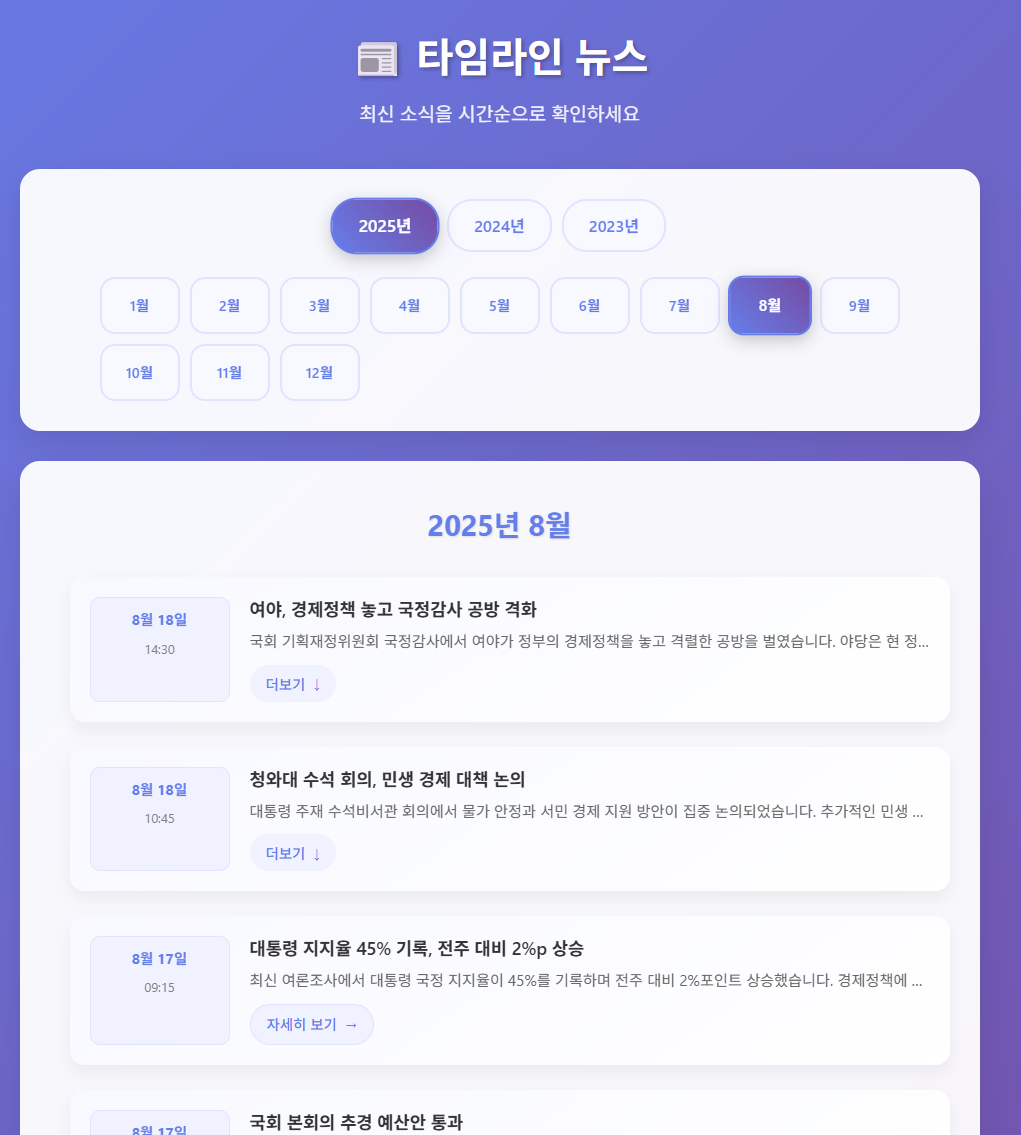 타임라인 뉴스
최신 소식을 시간순으로 확인하세요
2025년 2024년 2023년
1월 2월 3월 4월 5월 6월 7월 8월 9월
10월 11월 12월
2025년 8월
8월 18일
14:30
여야, 경제정책 놓고 국정감사 공방 격화
국회 기획재정위원회 국정감사에서 여야가 정부의 경제정책을 놓고 격렬한 공방을 벌였습니다. 야당은 현 정...
더보기 ↓
8월 18일
10:45
청와대 수석 회의, 민생 경제 대책 논의
대통령 주재 수석비서관 회의에서 물가 안정과 서민 경제 지원 방안이 집중 논의되었습니다. 추가적인 민생 ...
더보기 ↓
8월 17일
09:15
대통령 지지율 45% 기록, 전주 대비 2%p 상승
최신 여론조사에서 대통령 국정 지지율이 45%를 기록하며 전주 대비 2%포인트 상승했습니다. 경제정책에 ...
자세히 보기 →
8월 17일
국회 본회의 추경 예산안 통과